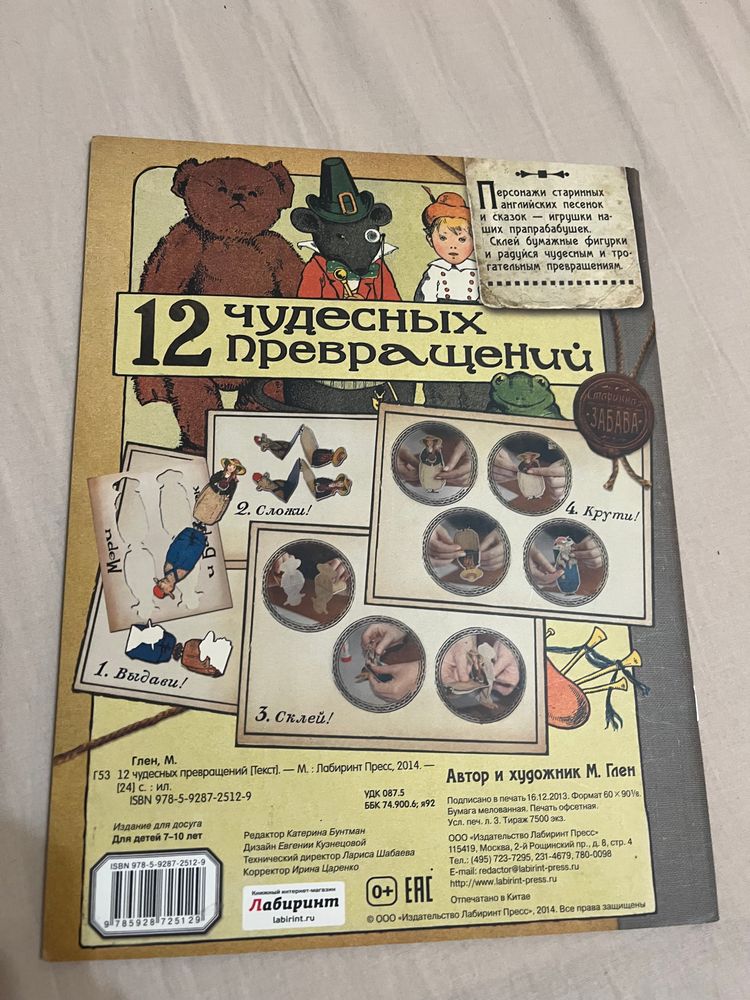 Персонажи старинных
английских песенок
и сказок — игрушки на-
ших прапрабабушек.
Склей бумажные фигурки
и радуйся чудесным и тро-
гательным превращениям.
12 ЧУДЕСНЫХ
ПРЕВРАЩЕНИЙ
Старинная
ЗАБАВА
Мэри
и Б
1. Выдави!
2. Сложи!
3. Склей!
4. Крути!
Глен, М.
Г53 12 чудесных превращений [Текст]. — М. : Лабиринт Пресс, 2014. —
[24] с. : ил.
ISBN 978-5-9287-2512-9
УДК 087.5
ББК 74.900.6; я92
Издание для досуга
Для детей 7–10 лет
Редактор Катерина Бунтман
Дизайн Евгении Кузнецовой
Технический директор Лариса Шабаева
Корректор Ирина Царенко
ISBN 978-5-9287-2512-9
9 785928 725129
Книжный интернет-магазин
Лабиринт
labirint.ru
0+ EAC
Автор и художник М. Глен
Подписано в печать 16.12.2013. Формат 60 × 90 1/8.
Бумага мелованная. Печать офсетная.
Усл. печ. л. 3. Тираж 7500 экз.
ООО «Издательство Лабиринт Пресс»
115419, Москва, 2-й Рощинский пр., д. 8, стр. 4
Тел.: (495) 723-7295, 231-4679, 780-0098
E-mail: redactor@labirint-press.ru
http://www.labirint-press.ru
Отпечатано в Китае
© ООО «Издательство Лабиринт Пресс», 2014. Все права защищены